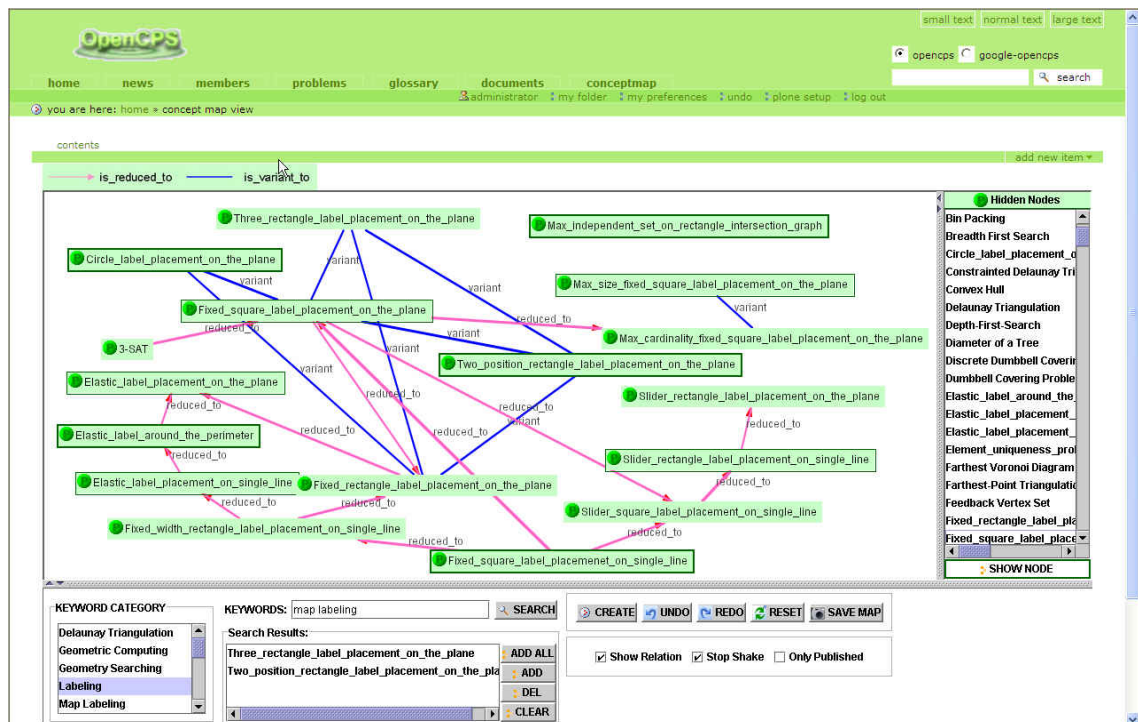 small text normal text large text
OpenCPS
opencps google-opencps
search
home news members problems glossary documents conceptmap
administrator my folder my preferences undo plone setup log out
you are here: home » concept map view
contents
add new item
is_reduced_to is_variant_to
Three_rectangle_label_placement_on_the_plane
Max_independent_set_on_rectangle_intersection_graph
Circle_label_placement_on_the_plane
variant
variant
variant
Max_size_fixed_square_label_placement_on_the_plane
Fixed_square_label_placement_on_the_plane
variant
reduced_to
reduced_to
variant
3-SAT
Max_cardinality_fixed_square_label_placement_on_the_plane
Two_position_rectangle_label_placement_on_the_plane
variant
Elastic_label_placement_on_the_plane
reduced_to
Slider_rectangle_label_placement_on_the_plane
reduced_to
reduced_to
variant
reduced_to
reduced_to
reduced_to
Elastic_label_around_the_perimeter
reduced_to
Slider_rectangle_label_placement_on_single_line
Elastic_label_placement_on_single_line
Fixed_rectangle_label_placement_on_the_plane
reduced_to
reduced_to
reduced_to
Slider_square_label_placement_on_single_line
Fixed_width_rectangle_label_placement_on_single_line
reduced_to
reduced_to
Fixed_square_label_placemenet_on_single_line
Hidden Nodes
Bin Packing
Breadth First Search
Circle_label_placement_o
Constrainted Delaunay Tri
Convex Hull
Delaunay Triangulation
Depth-First-Search
Diameter of a Tree
Discrete Dumbbell Coverin
Dumbbell Covering Proble
Elastic_label_around_the_
Elastic_label_placement_
Elastic_label_placement_
Element_uniqueness_prol
Farthest Voronoi Diagram
Farthest-Point Triangulatio
Feedback Vertex Set
Fixed_rectangle_label_pla
Fixed_square_label_place
SHOW NODE
KEYWORD CATEGORY
Delaunay Triangulation
Geometric Computing
Geometry Searching
Labeling
Map Labeling
KEYWORDS: map labeling SEARCH
Search Results:
Three_rectangle_label_placement_on_the_plane
Two_position_rectangle_label_placement_on_the_pla
ADD ALL
ADD
DEL
CLEAR
CREATE UNDO REDO RESET SAVE MAP
Show Relation Stop Shake Only Published